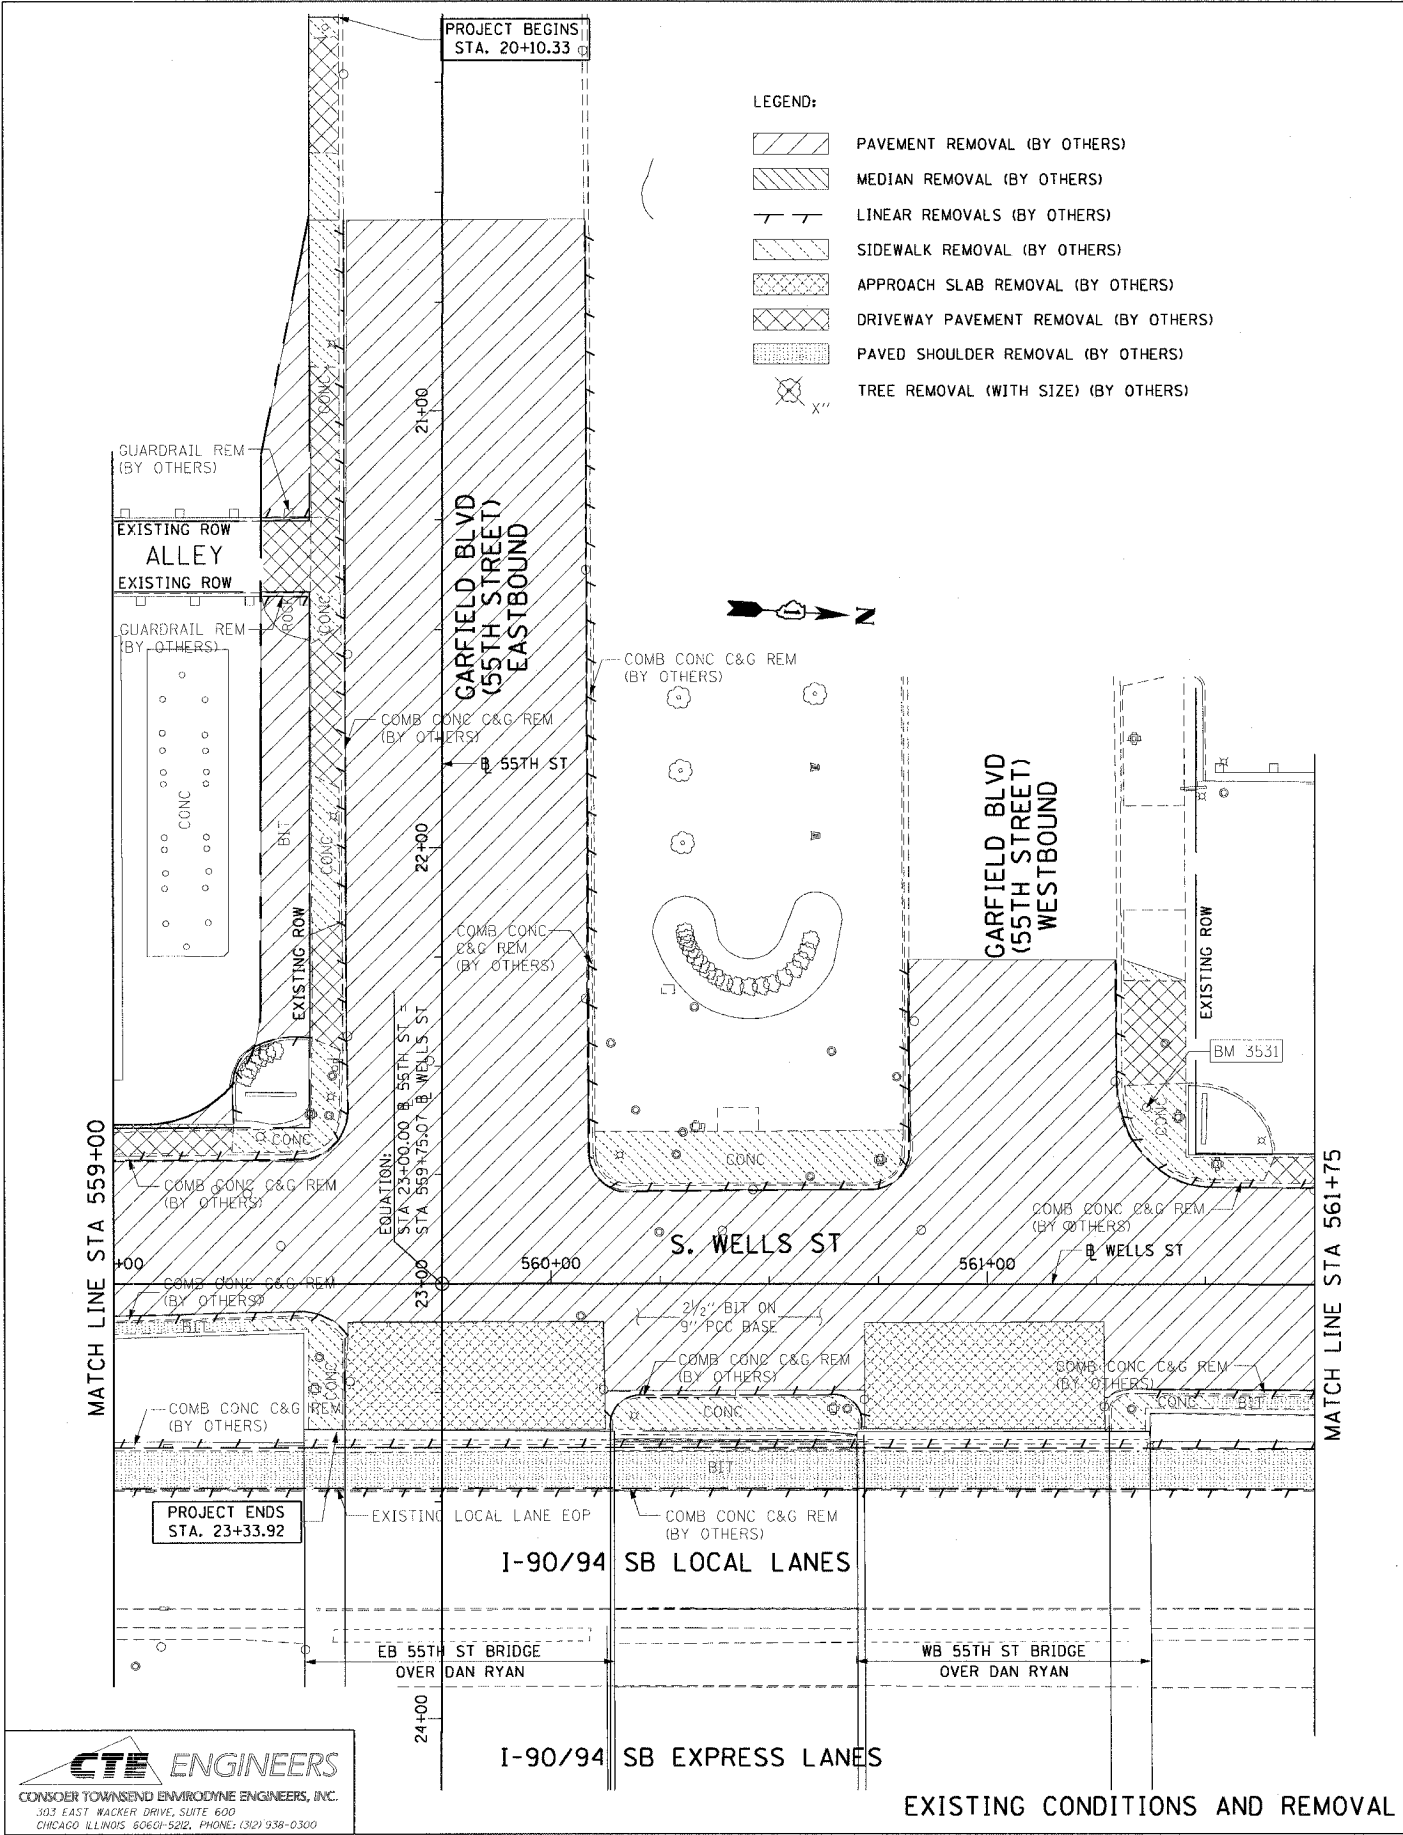 PROJECT BEGINS
STA. 20+10.33
LEGEND:
PAVEMENT REMOVAL (BY OTHERS)
MEDIAN REMOVAL (BY OTHERS)
LINEAR REMOVALS (BY OTHERS)
SIDEWALK REMOVAL (BY OTHERS)
APPROACH SLAB REMOVAL (BY OTHERS)
DRIVEWAY PAVEMENT REMOVAL (BY OTHERS)
PAVED SHOULDER REMOVAL (BY OTHERS)
TREE REMOVAL (WITH SIZE) (BY OTHERS)
X''
CONC
21+00
GUARDRAIL REM
(BY OTHERS)
EXISTING ROW
ALLEY
EXISTING ROW
GUARDRAIL REM
(BY OTHERS)
CONC
GARFIELD BLVD
(55TH STREET)
EASTBOUND
N
COMB CONC C&G REM
(BY OTHERS)
COMB CONC C&G REM
(BY OTHERS)
B 55TH ST
CONC
BIT
CONC
22+00
GARFIELD BLVD
(55TH STREET)
WESTBOUND
EXISTING ROW
COMB CONC
C&G REM
(BY OTHERS)
EXISTING ROW
BM 3531
EQUATION:
STA 23+00.00 B 55TH ST =
STA 559+75.07 B WELLS ST
MATCH LINE STA 559+00
CONC
CONC
CONC
COMB CONC C&G REM
(BY OTHERS)
COMB CONC C&G REM
(BY OTHERS)
MATCH LINE STA 561+75
S. WELLS ST
B WELLS ST
+00
23+00
560+00
561+00
COMB CONC C&G REM
(BY OTHERS)
BIT
2½'' BIT ON
9'' PCC BASE
COMB CONC C&G REM
(BY OTHERS)
COMB CONC C&G REM
(BY OTHERS)
CONC
CONC
CONC
BIT
COMB CONC C&G REM
(BY OTHERS)
BIT
PROJECT ENDS
STA. 23+33.92
EXISTING LOCAL LANE EOP
COMB CONC C&G REM
(BY OTHERS)
I-90/94 SB LOCAL LANES
EB 55TH ST BRIDGE
OVER DAN RYAN
WB 55TH ST BRIDGE
OVER DAN RYAN
24+00
I-90/94 SB EXPRESS LANES
CTE ENGINEERS
CONSOER TOWNSEND ENVIRODYNE ENGINEERS, INC.
303 EAST WACKER DRIVE, SUITE 600
CHICAGO ILLINOIS 60601-5212, PHONE: (312) 938-0300
EXISTING CONDITIONS AND REMOVAL